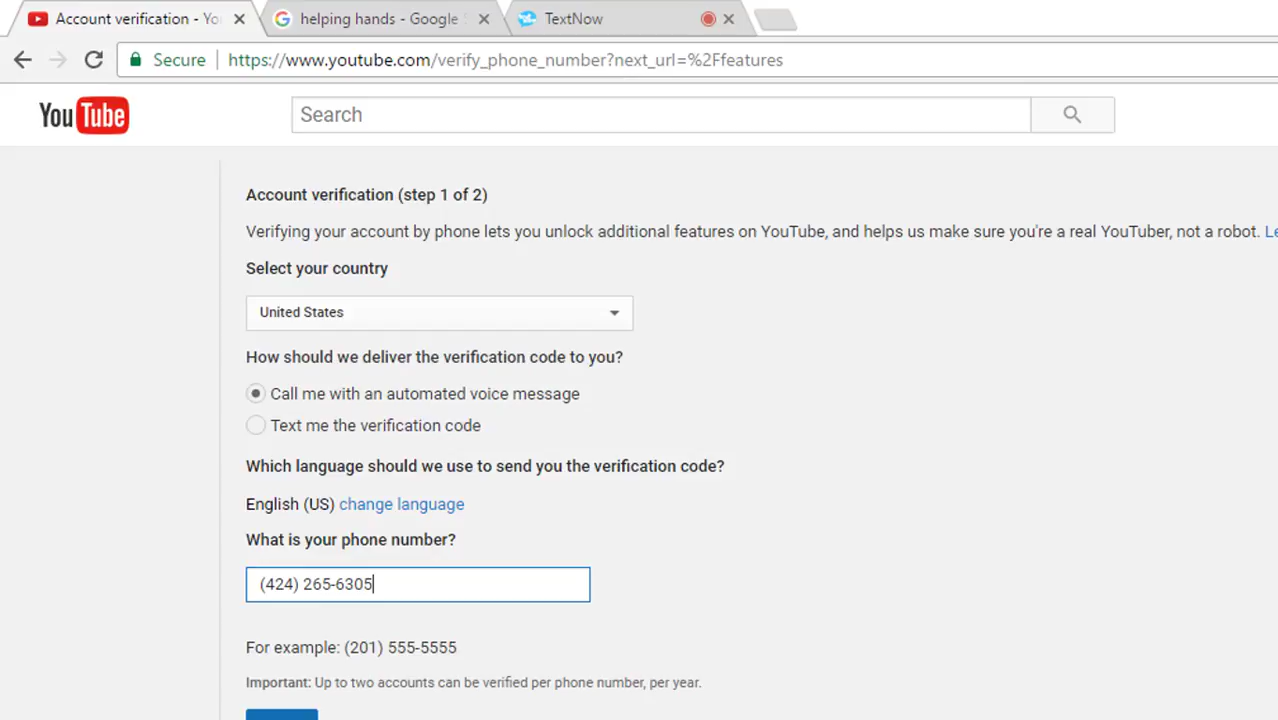 Account verification - Yo
helping hands - Google
TextNow
Secure
https://www.youtube.com/verify_phone_number?next_url=%2Ffeatures
YouTube
Search
Account verification (step 1 of 2)
Verifying your account by phone lets you unlock additional features on YouTube, and helps us make sure you're a real YouTuber, not a robot. Le
Select your country
United States
How should we deliver the verification code to you?
Call me with an automated voice message
Text me the verification code
Which language should we use to send you the verification code?
English (US) change language
What is your phone number?
(424) 265-6305
For example: (201) 555-5555
Important: Up to two accounts can be verified per phone number, per year.